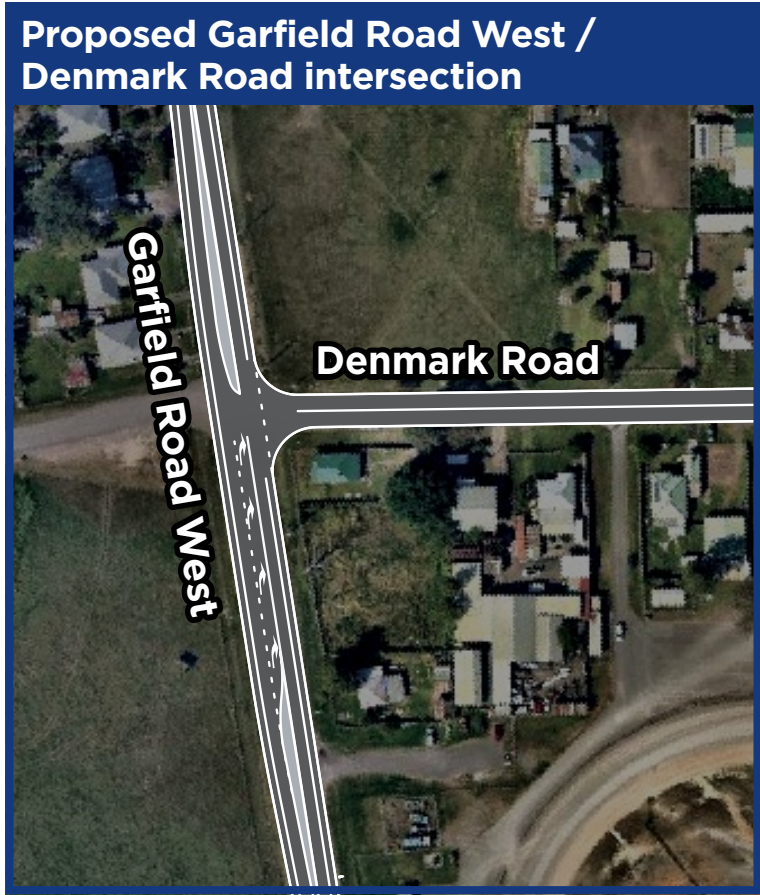 Proposed Garfield Road West /
Denmark Road intersection
Garfield Road West
Denmark Road